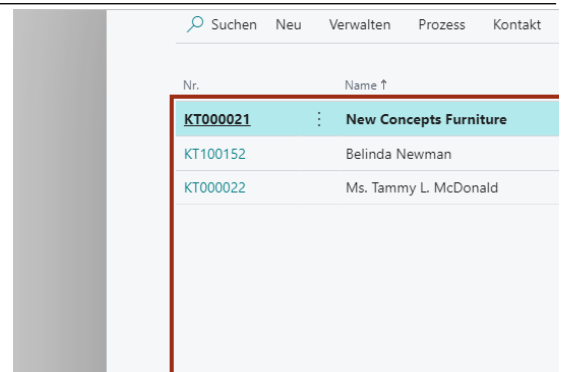 Suchen Neu Verwalten Prozess Kontakt
Nr. Name ↑
KT000021 ⋮ New Concepts Furniture
KT100152 Belinda Newman
KT000022 Ms. Tammy L. McDonald